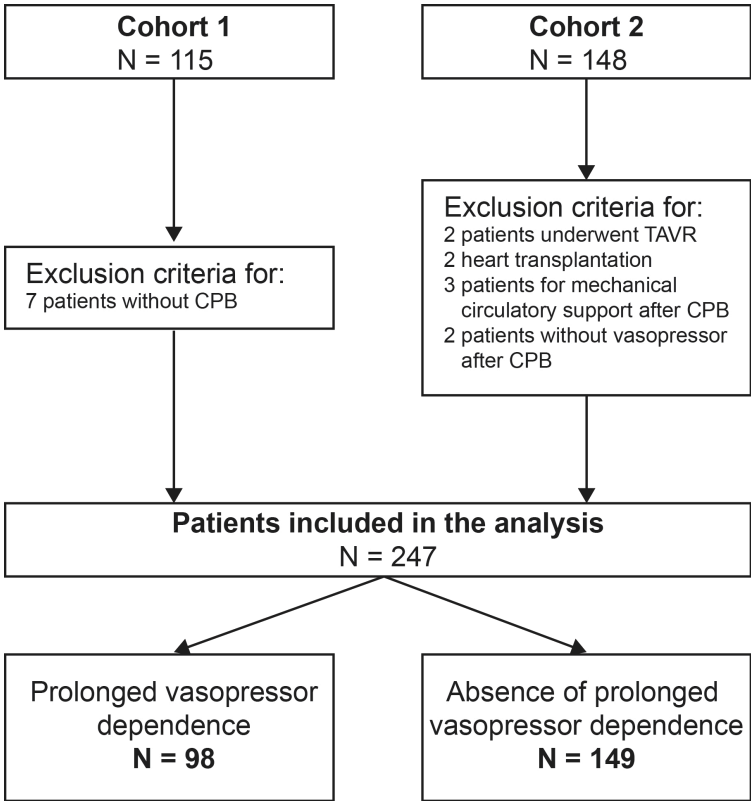 Cohort 1
N = 115
Cohort 2
N = 148
Exclusion criteria for:
7 patients without CPB
Exclusion criteria for:
2 patients underwent TAVR
2 heart transplantation
3 patients for mechanical
circulatory support after CPB
2 patients without vasopressor
after CPB
Patients included in the analysis
N = 247
Prolonged vasopressor
dependence
N = 98
Absence of prolonged
vasopressor dependence
N = 149